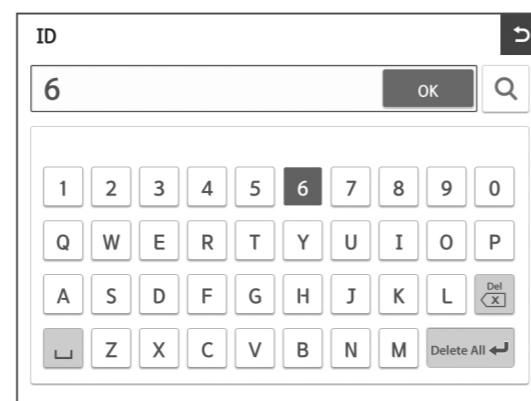 ID
6 OK
1 2 3 4 5 6 7 8 9 0
Q W E R T Y U I O P
A S D F G H J K L Del X
Z X C V B N M Delete All